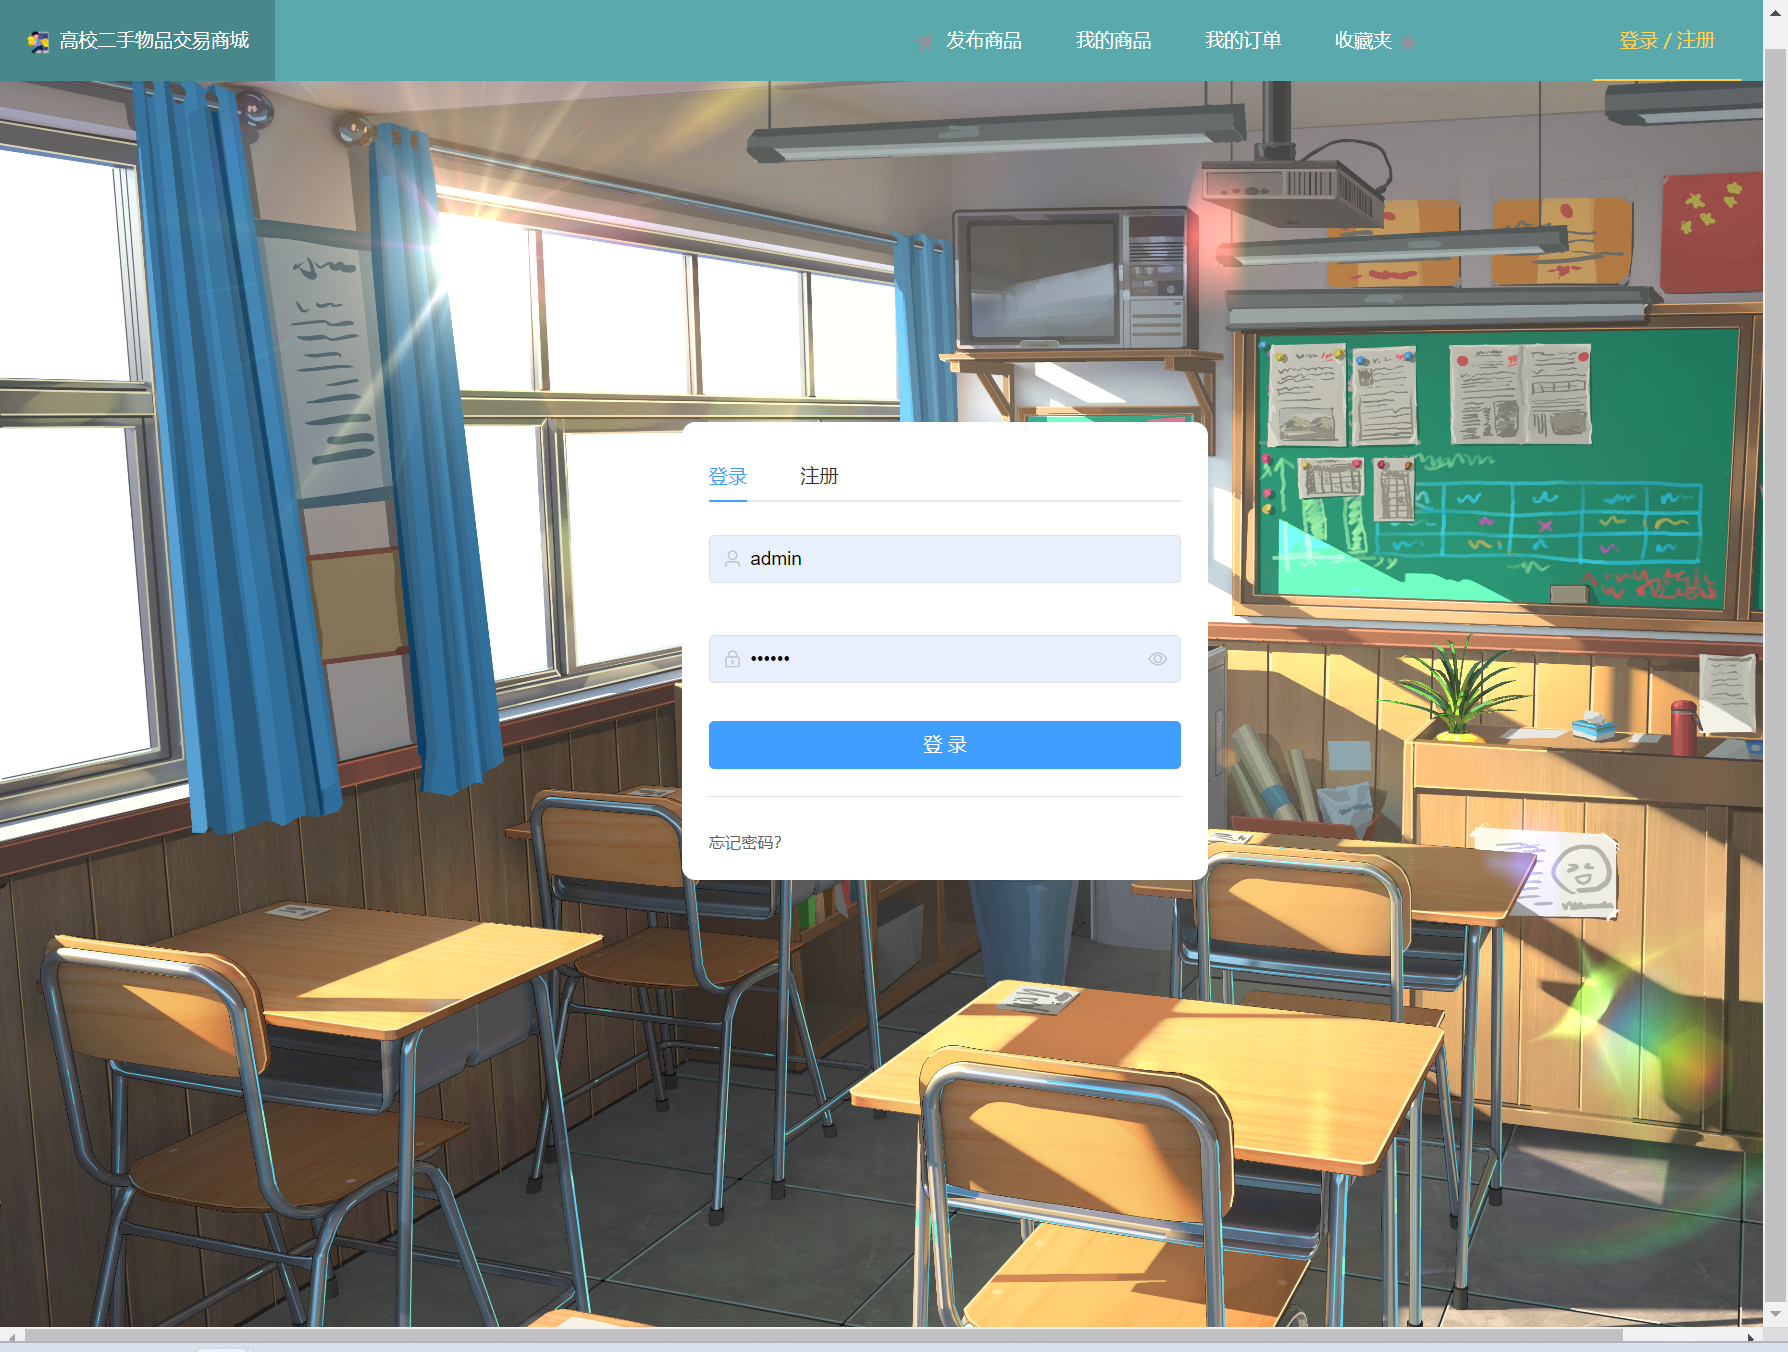 高校二手物品交易商城
发布商品 我的商品 我的订单 收藏夹
登录 / 注册
登录 注册
admin
••••••
登 录
忘记密码?